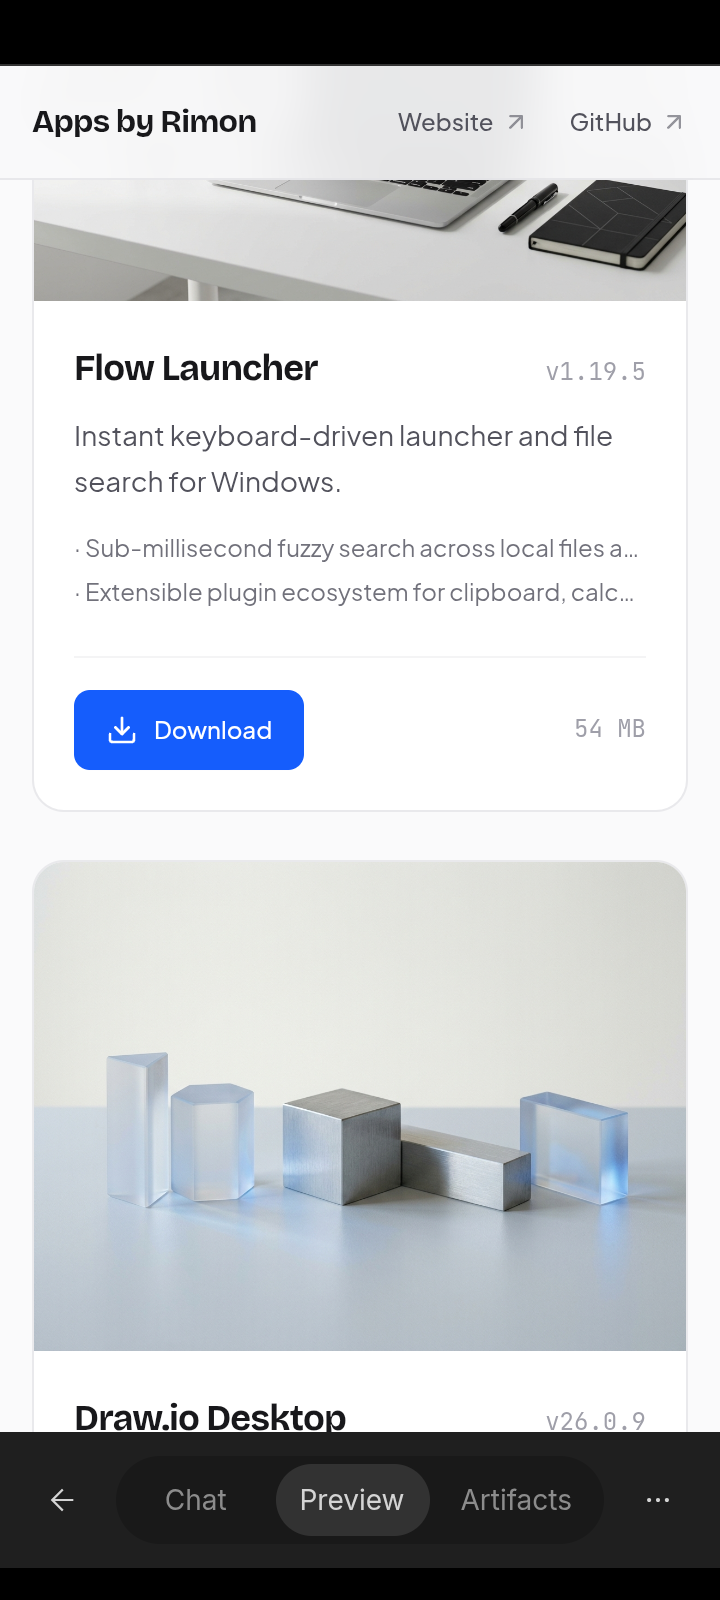 Apps by Rimon
Website
GitHub
Flow Launcher
v1.19.5
Instant keyboard-driven launcher and file
search for Windows.
· Sub-millisecond fuzzy search across local files a...
· Extensible plugin ecosystem for clipboard, calc...
Download
54 MB
Draw.io Desktop
v26.0.9
Chat
Preview
Artifacts